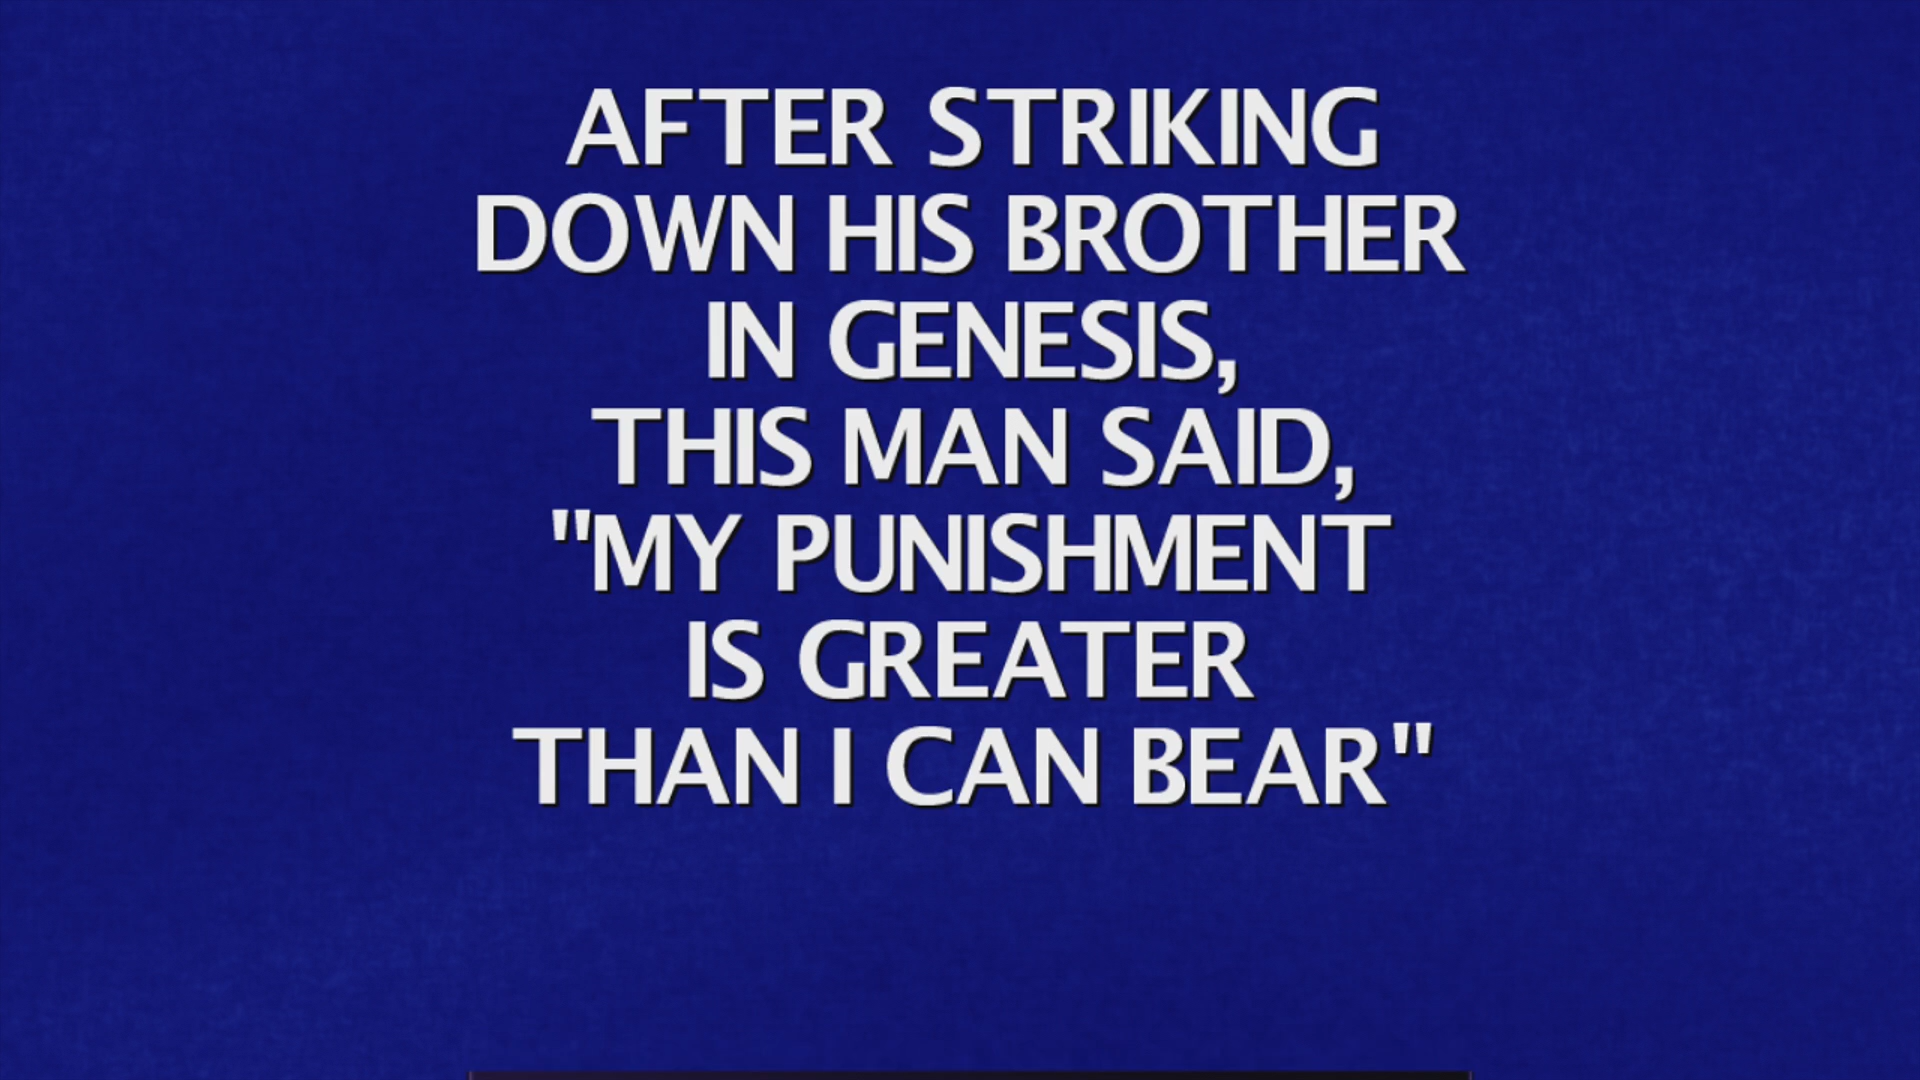 AFTER STRIKING
DOWN HIS BROTHER
IN GENESIS,
THIS MAN SAID,
"MY PUNISHMENT
IS GREATER
THAN I CAN BEAR"